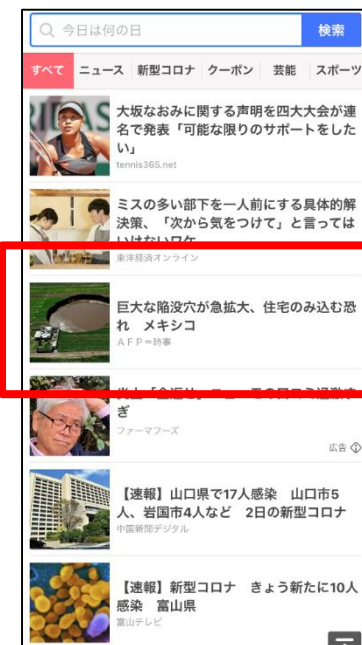 今日は何の日
検索
すべて ニュース 新型コロナ クーポン 芸能 スポーツ
大坂なおみに関する声明を四大大会が連
名で発表「可能な限りのサポートをした
い」
tennis365.net
ミスの多い部下を一人前にする具体的解
決策、「次から気をつけて」と言っては
いけないワケ
東洋経済オンライン
巨大な陥没穴が急拡大、住宅のみ込む恐
れ メキシコ
ＡＦＰ＝時事
ぎ
ファーマフーズ
広告
【速報】山口県で17人感染 山口市5
人、岩国市4人など 2日の新型コロナ
中国新聞デジタル
【速報】新型コロナ きょう新たに10人
感染 富山県
富山テレビ